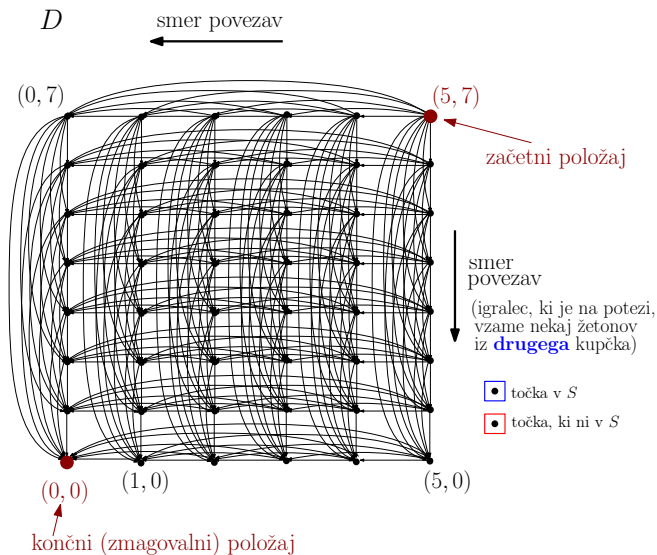 D
smer povezav
(0, 7)
(5, 7)
začetni položaj
smer
povezav
(igralec, ki je na potezi,
vzame nekaj žetonov
iz drugega kupčka)
točka v S
točka, ki ni v S
(0, 0)
(1, 0)
(5, 0)
končni (zmagovalni) položaj